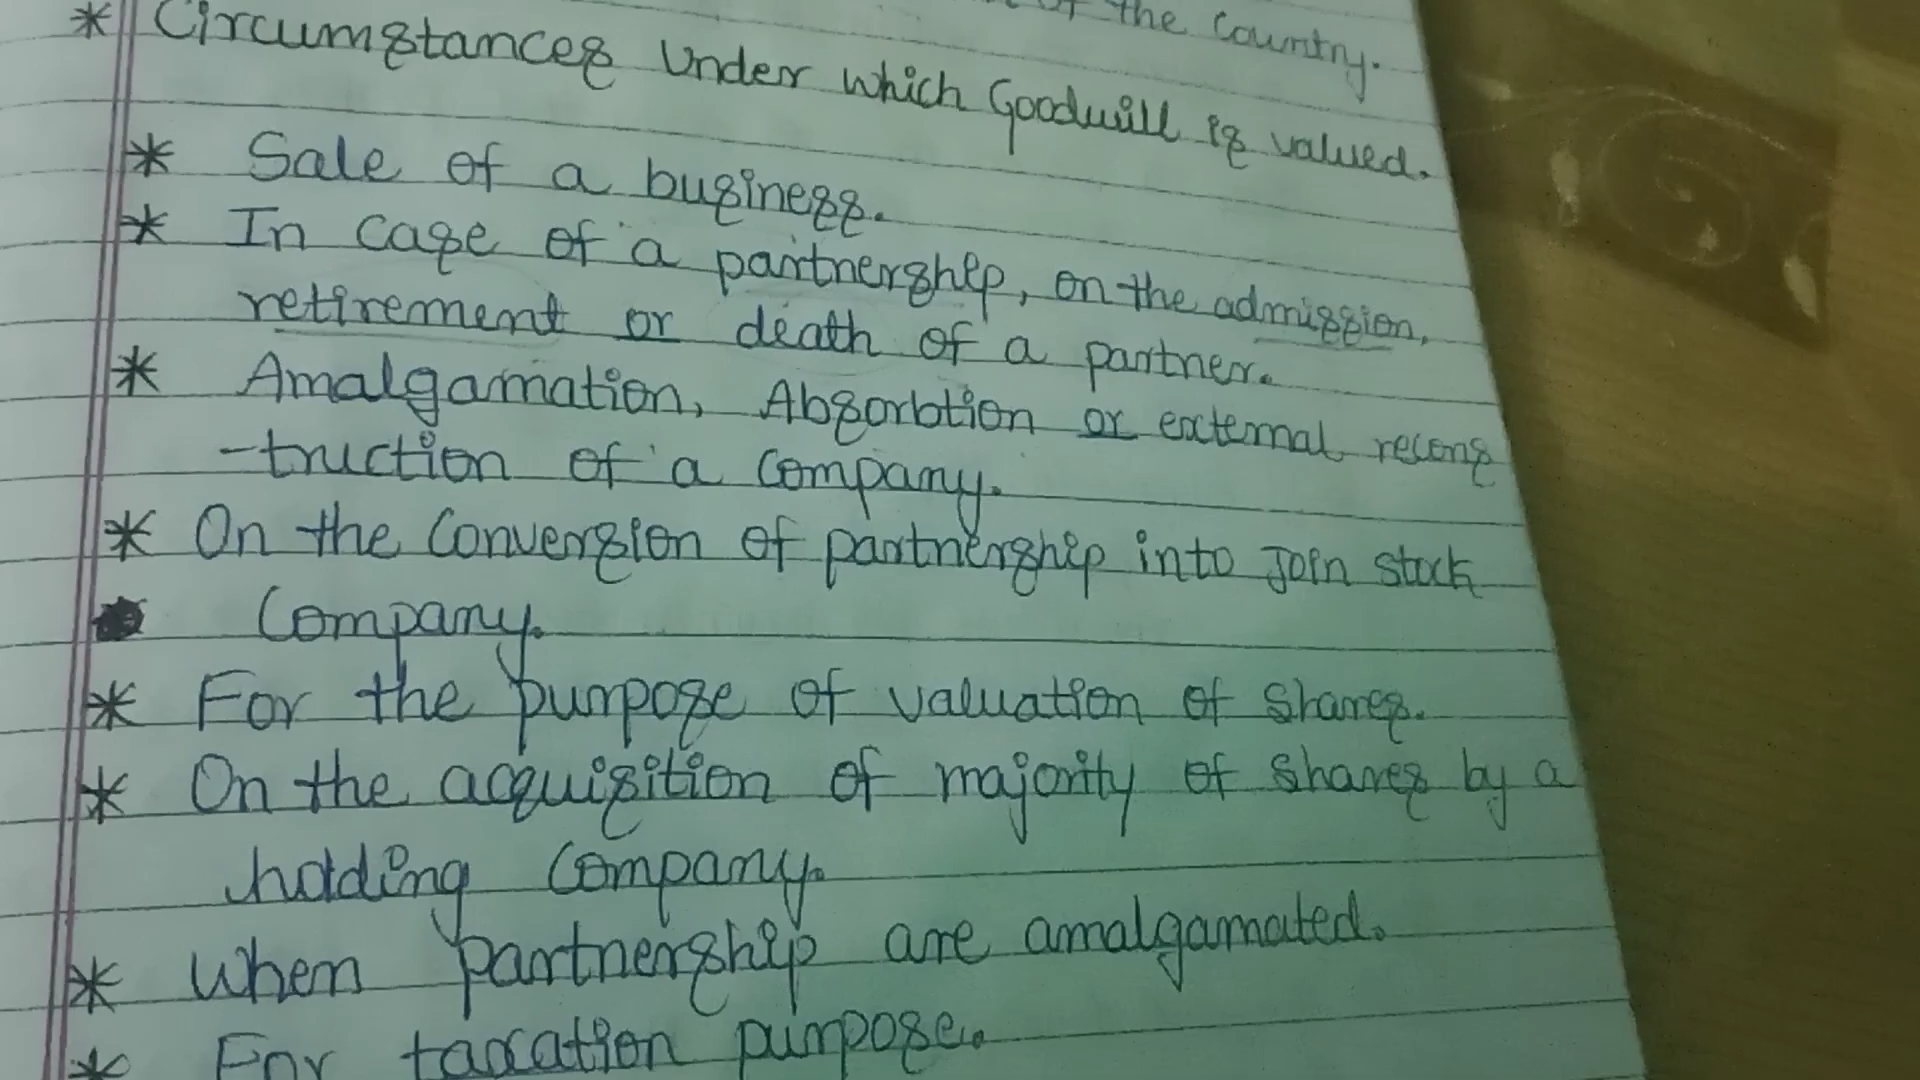 of the Country.
* Circumstances Under which Goodwill is valued.
* Sale of a business.
* In case of a partnership, on the admission,
retirement or death of a partner.
* Amalgamation, Absorbtion or external recons
-truction of a Company.
* On the Conversion of partnership into Join stock
Company.
* For the purpose of valuation of Shares.
* On the acquisition of majority of shares by a
holding Company.
* When partnership are amalgamated.
* For taxation purpose.